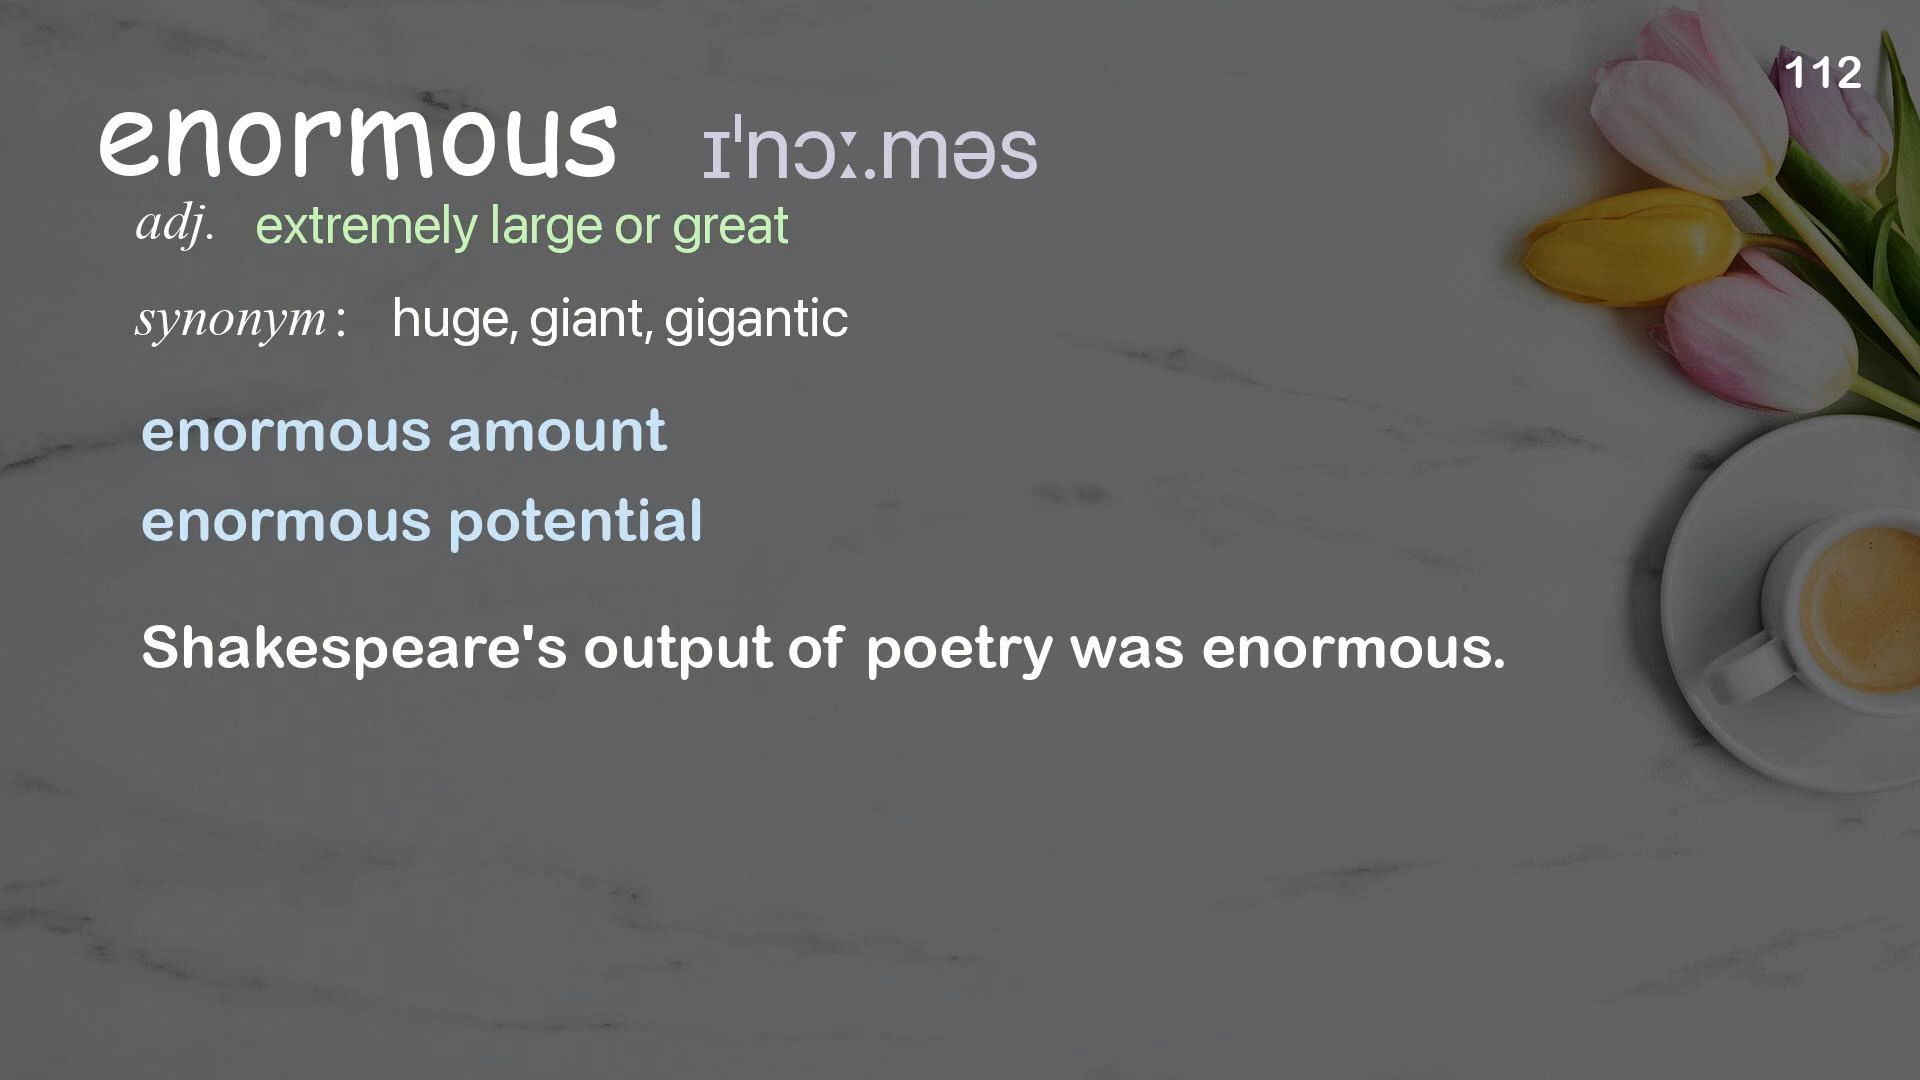 112
enormous ɪˈnɔː.məs
adj. extremely large or great
synonym: huge, giant, gigantic
enormous amount
enormous potential
Shakespeare's output of poetry was enormous.